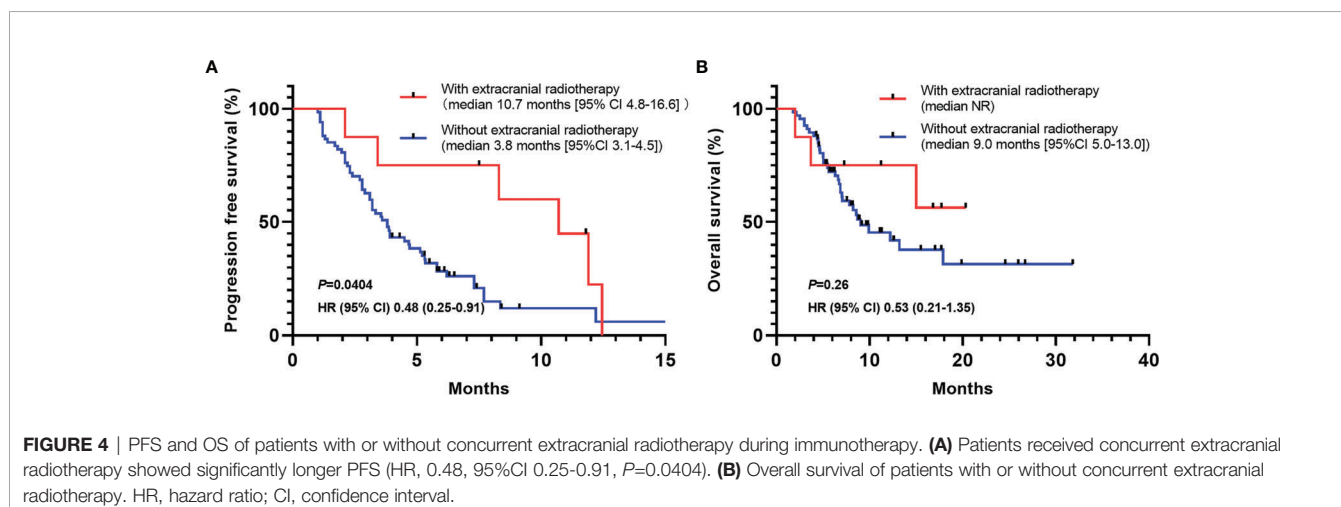 A
With extracranial radiotherapy
(median 10.7 months [95% CI 4.8-16.6] )
Without extracranial radiotherapy
(median 3.8 months [95%CI 3.1-4.5])
Progression free survival (%)
100
50
0
P=0.0404
HR (95% CI) 0.48 (0.25-0.91)
0 5 10 15
Months
B
With extracranial radiotherapy
(median NR)
Without extracranial radiotherapy
(median 9.0 months [95%CI 5.0-13.0])
Overall survival (%)
100
50
0
P=0.26
HR (95% CI) 0.53 (0.21-1.35)
0 10 20 30 40
Months
FIGURE 4 | PFS and OS of patients with or without concurrent extracranial radiotherapy during immunotherapy. (A) Patients received concurrent extracranial
radiotherapy showed significantly longer PFS (HR, 0.48, 95%CI 0.25-0.91, P=0.0404). (B) Overall survival of patients with or without concurrent extracranial
radiotherapy. HR, hazard ratio; CI, confidence interval.